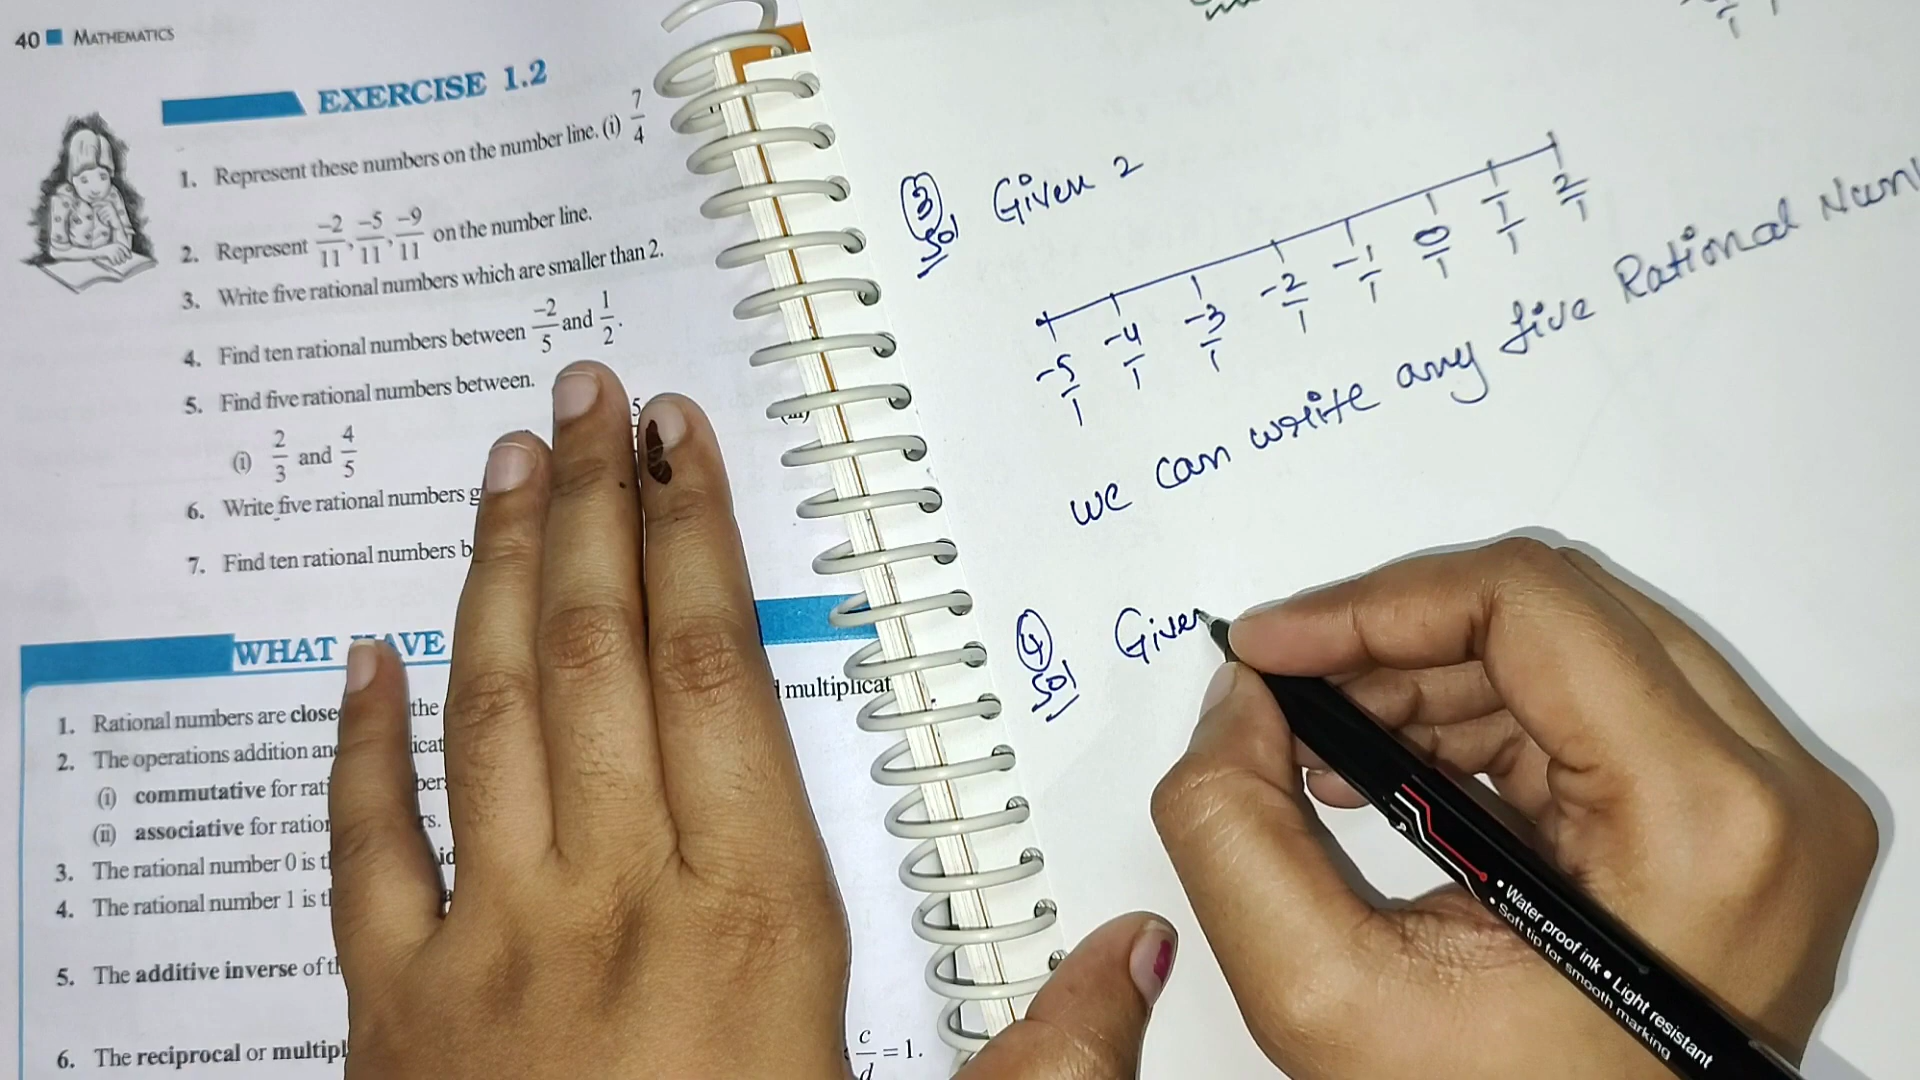 40 MATHEMATICS
EXERCISE 1.2
1. Represent these numbers on the number line. (i) 7/4
2. Represent -2/11, -5/11, -9/11 on the number line.
3. Write five rational numbers which are smaller than 2.
4. Find ten rational numbers between -2/5 and 1/2.
5. Find five rational numbers between.
(i) 2/3 and 4/5
6. Write five rational numbers g
7. Find ten rational numbers b
WHAT AVE
1. Rational numbers are close the multiplicat
2. The operations addition an icat
(i) commutative for rati ber
(ii) associative for ration rs.
3. The rational number 0 is t id
4. The rational number 1 is t
5. The additive inverse of t
6. The reciprocal or multipl c/d = 1.
3 Given 2
Sol
-5/1 -4/1 -3/1 -2/1 -1/1 0/1 1/1 2/1
we can write any five Rational Num
4 Given
Sol
• Water proof ink • Light resistant
• Soft tip for smooth marking